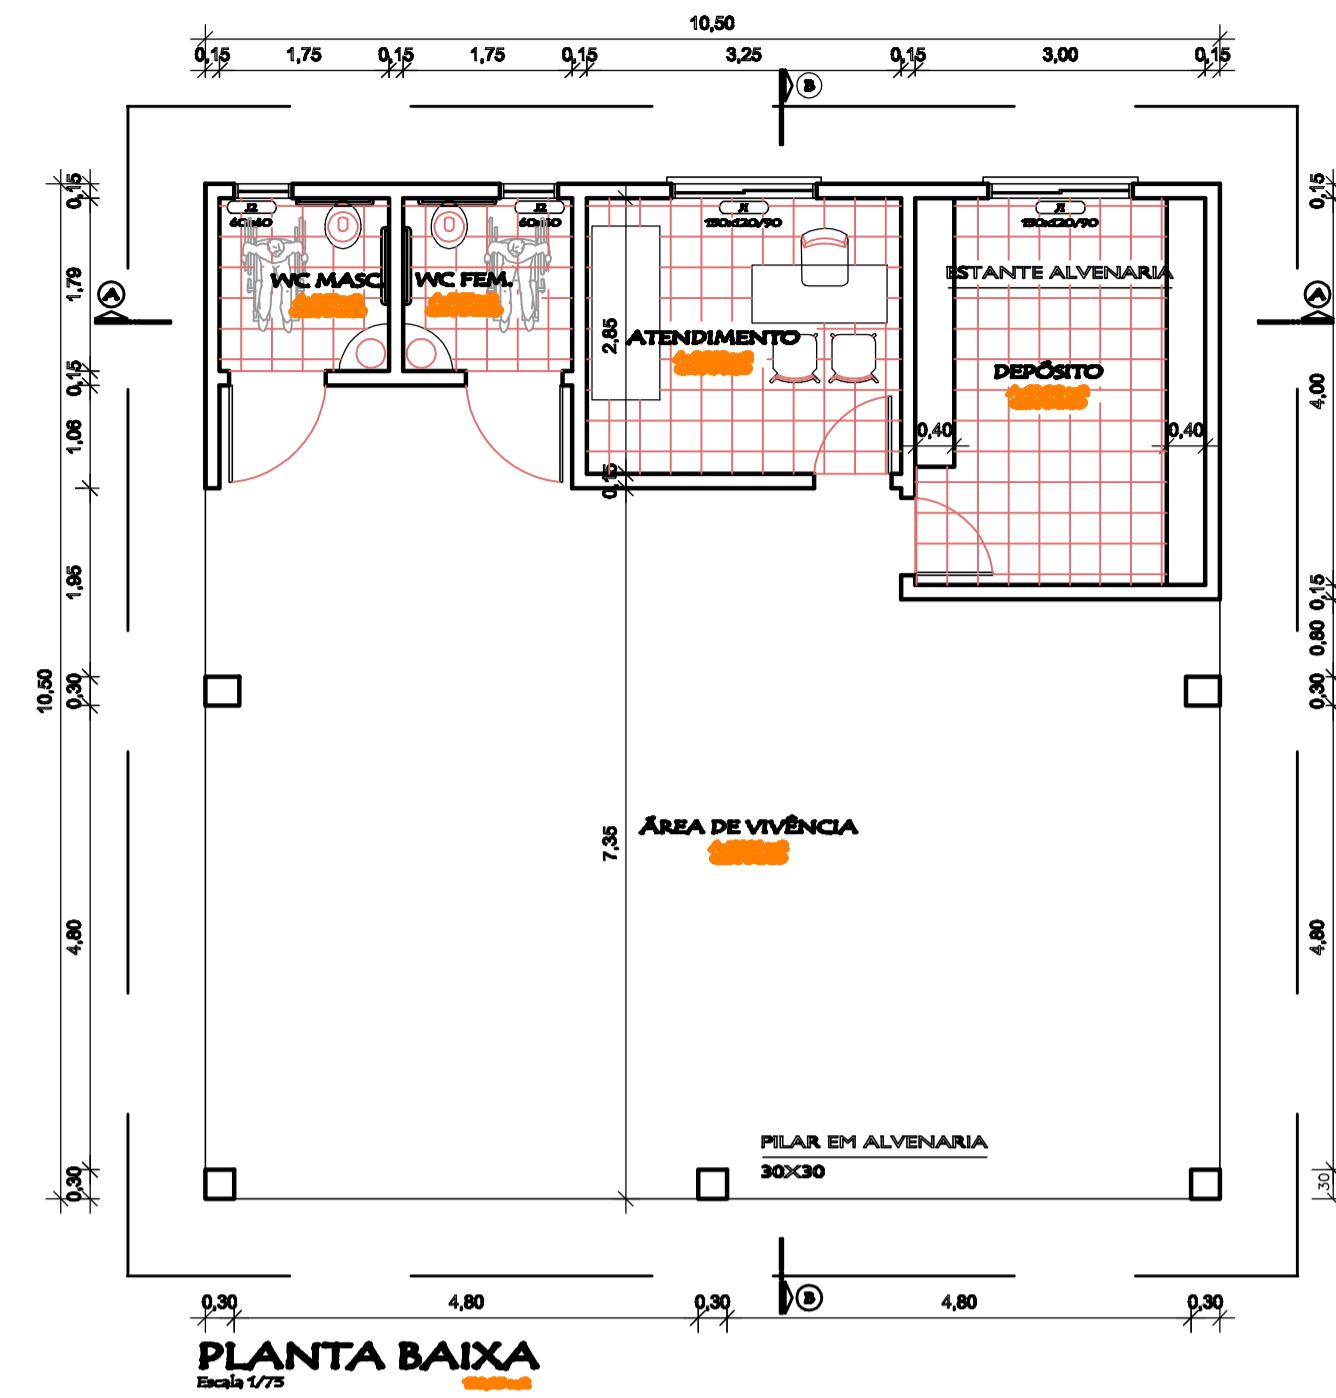 10,50
0,15 1,75 0,15 1,75 0,15 3,25 0,15 3,00 0,15
B
0,15
1,79
0,15
1,06
1,95
0,30
4,80
0,30
10,50
A
J2
60x60
WC MASC.
J2
60x60
WC FEM.
J1
150x120/90
ATENDIMENTO
2,85
0,15
J1
150x120/90
ESTANTE ALVENARIA
DEPÓSITO
0,40
0,40
A
0,15
4,00
0,15
0,80
0,30
4,80
,30
7,35
ÁREA DE VIVÊNCIA
PILAR EM ALVENARIA
30X30
B
0,30 4,80 0,30 4,80 0,30
PLANTA BAIXA
Escala 1/75